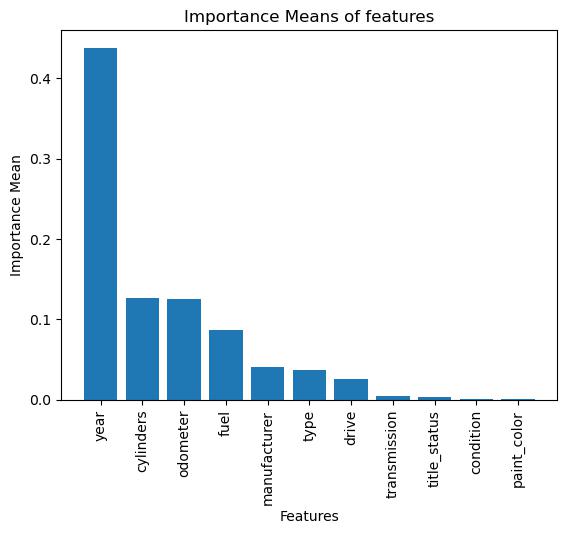 Importance Means of features
Importance Mean
0.4
0.3
0.2
0.1
0.0
year
cylinders
odometer
fuel
manufacturer
type
drive
transmission
title_status
condition
paint_color
Features